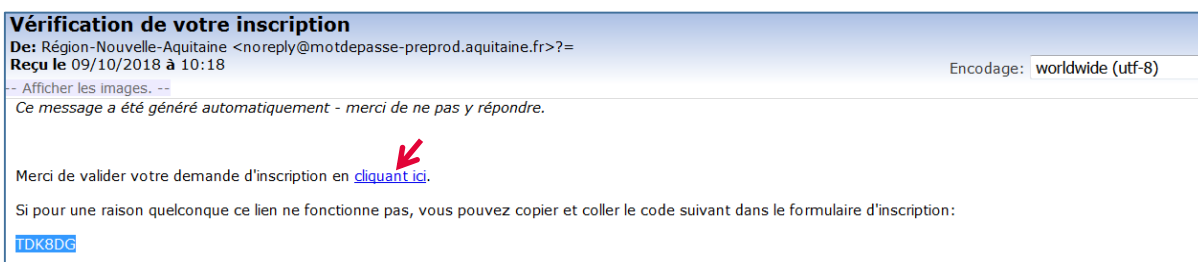 Vérification de votre inscription
De: Région-Nouvelle-Aquitaine <noreply@motdepasse-preprod.aquitaine.fr>?=
Reçu le 09/10/2018 à 10:18
Encodage: worldwide (utf-8)
-- Afficher les images. --
Ce message a été généré automatiquement - merci de ne pas y répondre.
Merci de valider votre demande d'inscription en cliquant ici.
Si pour une raison quelconque ce lien ne fonctionne pas, vous pouvez copier et coller le code suivant dans le formulaire d'inscription:
TDK8DG